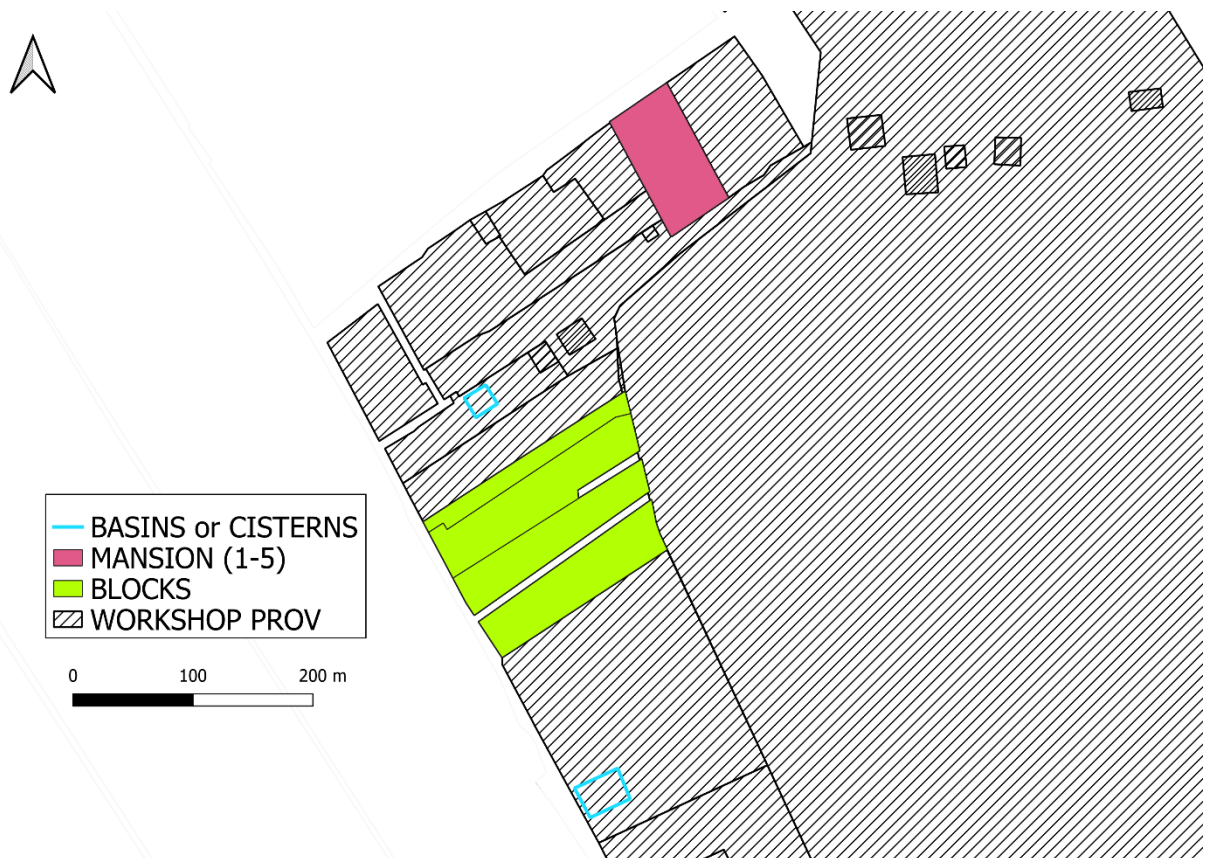 BASINS or CISTERNS
MANSION (1-5)
BLOCKS
WORKSHOP PROV
0 100 200 m